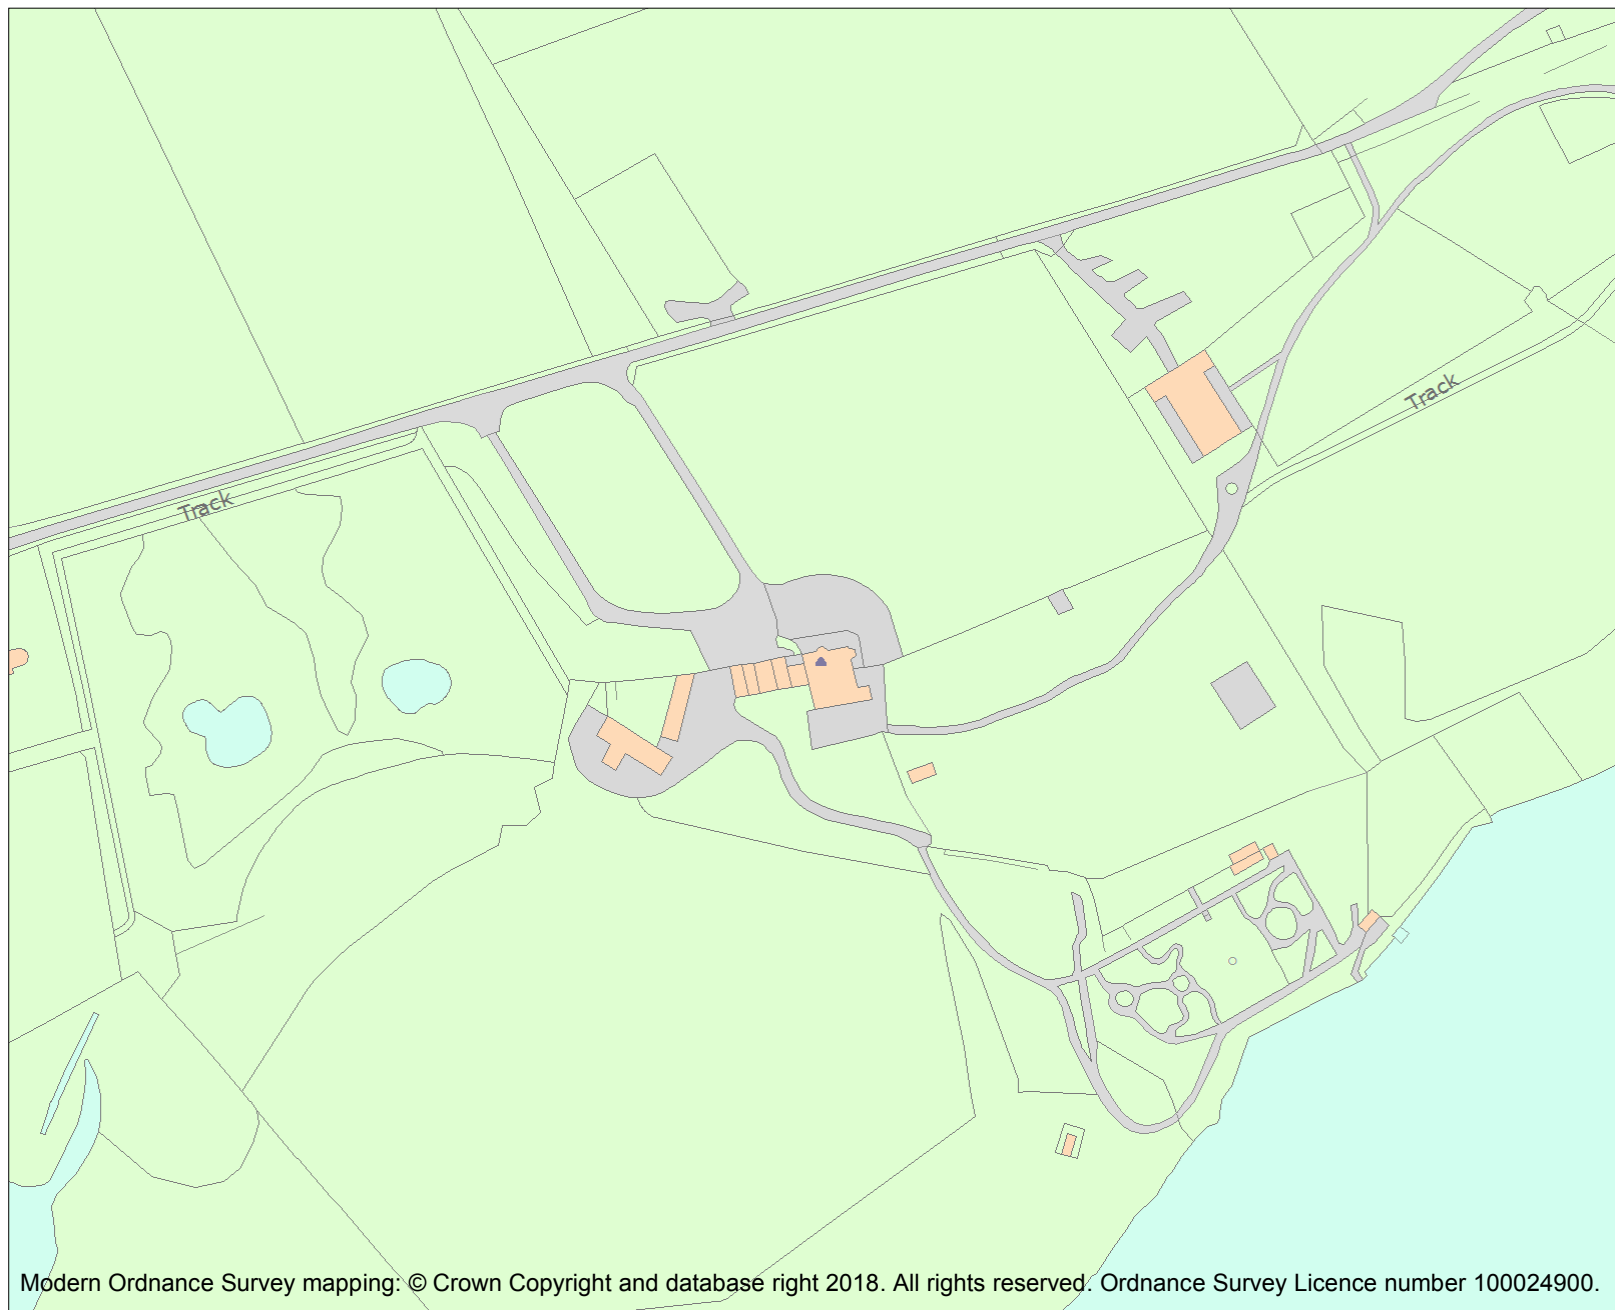 Track
Track
Modern Ordnance Survey mapping: © Crown Copyright and database right 2018. All rights reserved. Ordnance Survey Licence number 100024900.